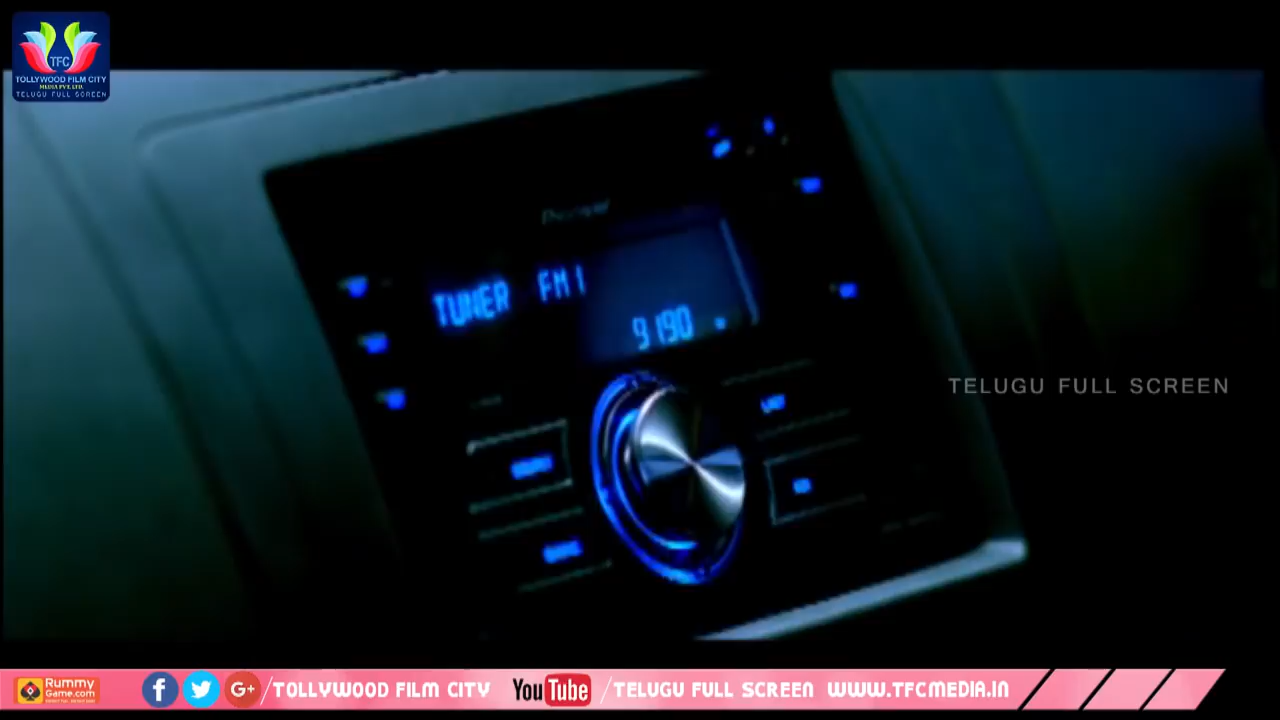 TFC
TOLLYWOOD FILM CITY
MEDIA PVT. LTD.
TELUGU FULL SCREEN
TUNER FM1
9190
TELUGU FULL SCREEN
Rummy
Game.com
TOLLYWOOD FILM CITY YouTube TELUGU FULL SCREEN WWW.TFCMEDIA.IN